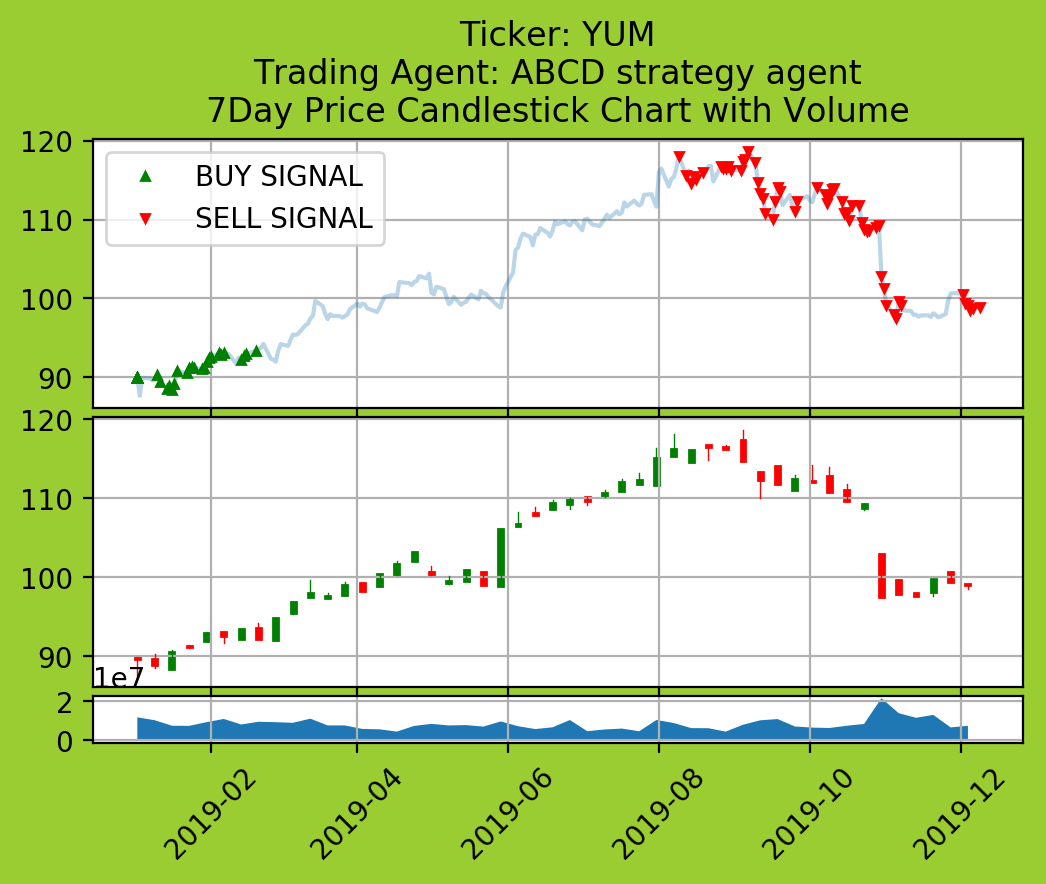 Ticker: YUM
Trading Agent: ABCD strategy agent
7Day Price Candlestick Chart with Volume
120
110
100
90
BUY SIGNAL
SELL SIGNAL
120
110
100
90
1e7
2
0
2019-02
2019-04
2019-06
2019-08
2019-10
2019-12